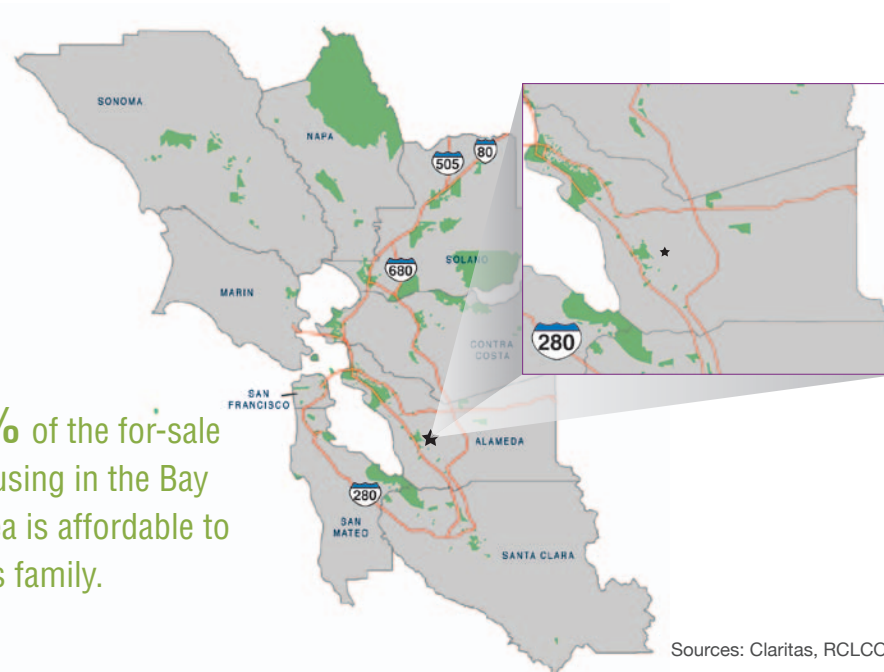 SONOMA
NAPA
505
80
680
SOLANO
MARIN
CONTRA
COSTA
280
SAN
FRANCISCO
% of the for-sale
using in the Bay
a is affordable to
s family.
ALAMEDA
280
SAN
MATEO
SANTA CLARA
Sources: Claritas, RCLCO